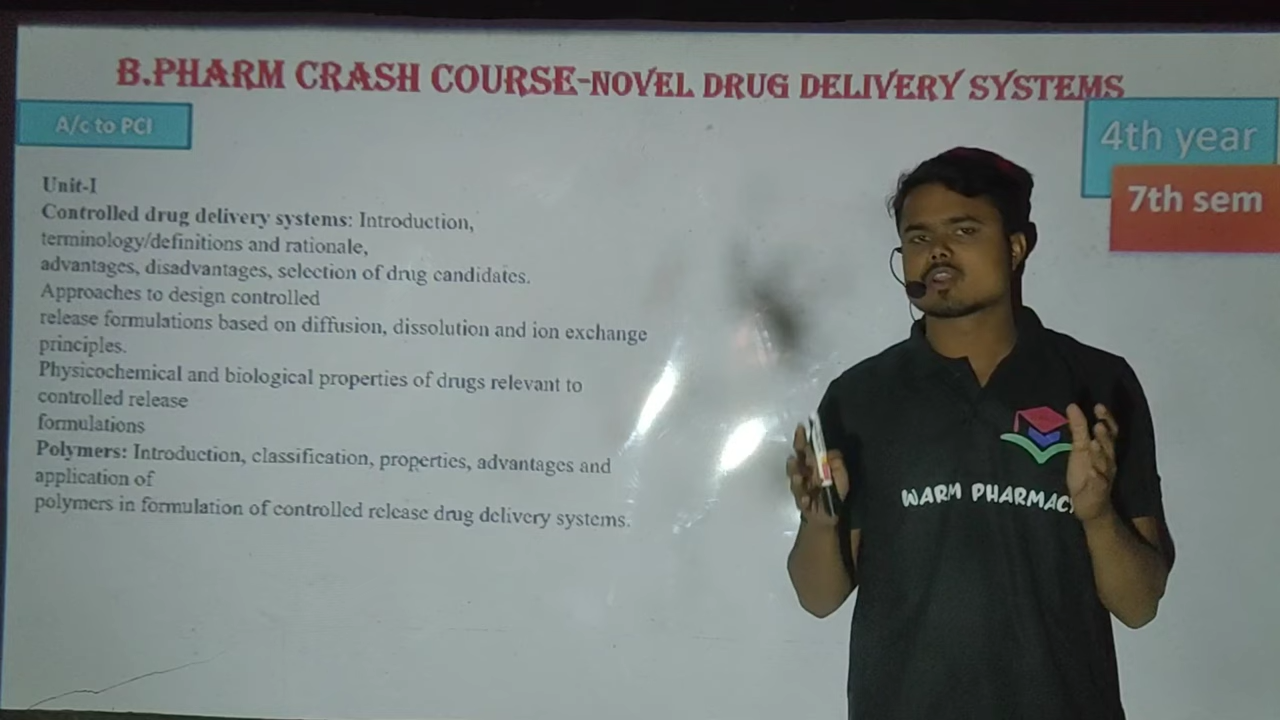 B.PHARM CRASH COURSE-NOVEL DRUG DELIVERY SYSTEMS
A/c to PCI
4th year
7th sem
Unit-I
Controlled drug delivery systems: Introduction,
terminology/definitions and rationale,
advantages, disadvantages, selection of drug candidates.
Approaches to design controlled
release formulations based on diffusion, dissolution and ion exchange
principles.
Physicochemical and biological properties of drugs relevant to
controlled release
formulations
Polymers: Introduction, classification, properties, advantages and
application of
polymers in formulation of controlled release drug delivery systems.
WARM PHARMACY